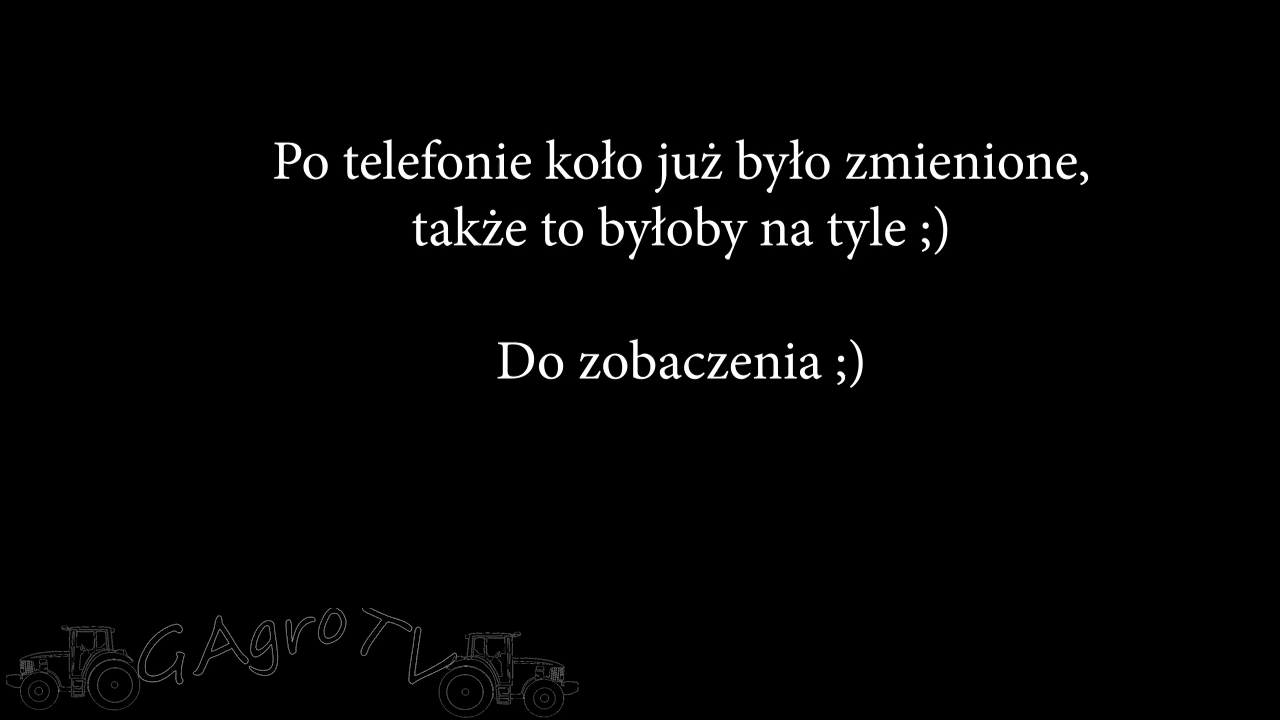 Po telefonie koło już było zmienione,
także to byłoby na tyle ;)
Do zobaczenia ;)
GAgroTV